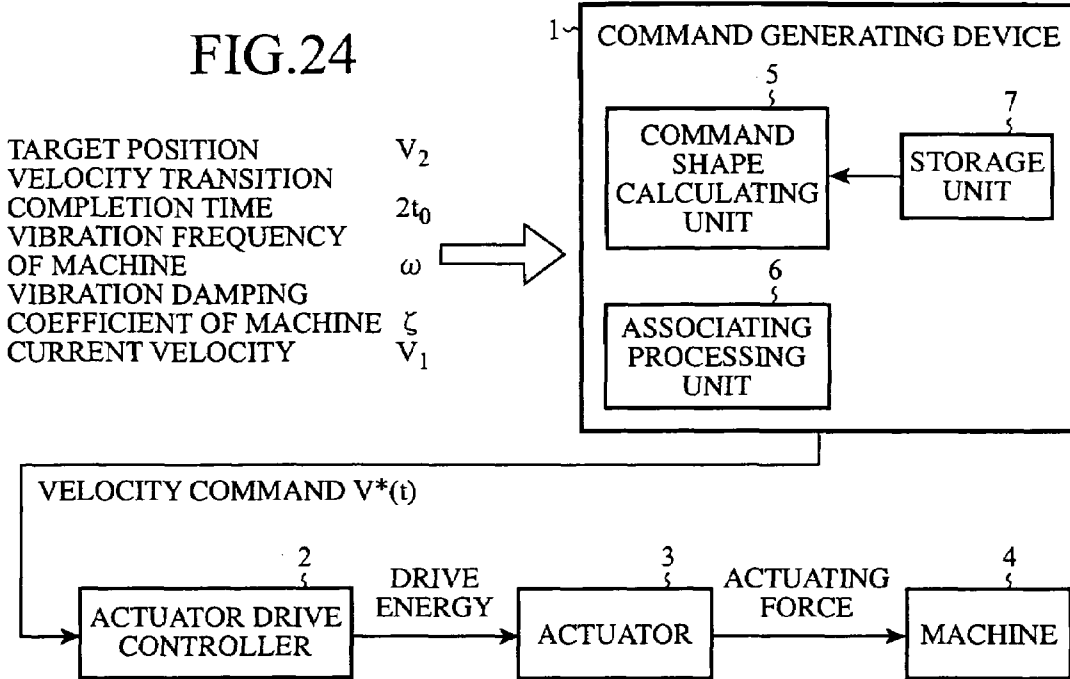 FIG.24
TARGET POSITION V₂
VELOCITY TRANSITION
COMPLETION TIME 2t₀
VIBRATION FREQUENCY
OF MACHINE ω
VIBRATION DAMPING
COEFFICIENT OF MACHINE ζ
CURRENT VELOCITY V₁
1
COMMAND GENERATING DEVICE
5
COMMAND
SHAPE
CALCULATING
UNIT
7
STORAGE
UNIT
6
ASSOCIATING
PROCESSING
UNIT
VELOCITY COMMAND V*(t)
2
ACTUATOR DRIVE
CONTROLLER
DRIVE
ENERGY
3
ACTUATOR
ACTUATING
FORCE
4
MACHINE